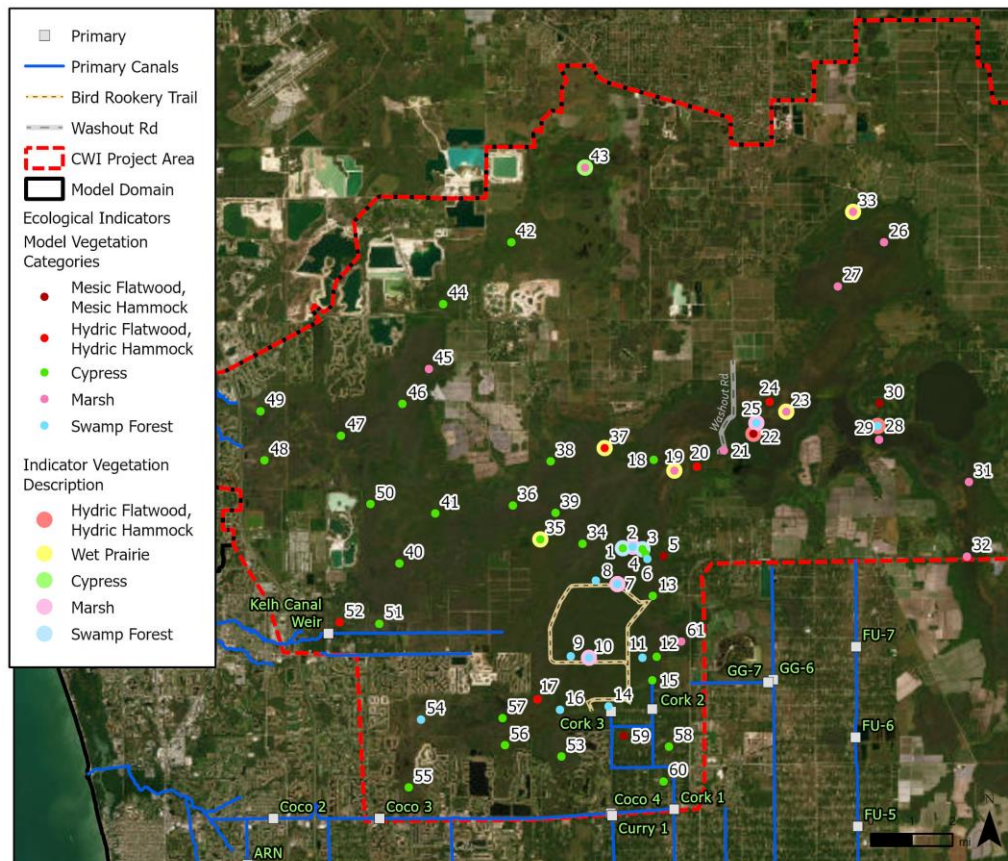 Primary
Primary Canals
Bird Rookery Trail
Washout Rd
CWI Project Area
Model Domain
Ecological Indicators
Model Vegetation
Categories
Mesic Flatwood,
Mesic Hammock
Hydric Flatwood,
Hydric Hammock
Cypress
Marsh
Swamp Forest
Indicator Vegetation
Description
Hydric Flatwood,
Hydric Hammock
Wet Prairie
Cypress
Marsh
Swamp Forest
43
33
42
26
27
44
45
46
49
47
48
Washout Rd
24
25
23
22
30
29
28
37
38
18
19
20
21
31
50
41
36
39
35
34
1
2
3
4
5
6
32
40
8
7
13
52
51
Kelh Canal
Weir
9
10
11
12
61
15
FU-7
GG-7
GG-6
17
16
14
Cork 3
Cork 2
54
57
56
53
59
58
FU-6
55
60
Coco 2
Coco 3
Coco 4
Cork 1
Curry 1
FU-5
ARN
N
1
2
mi